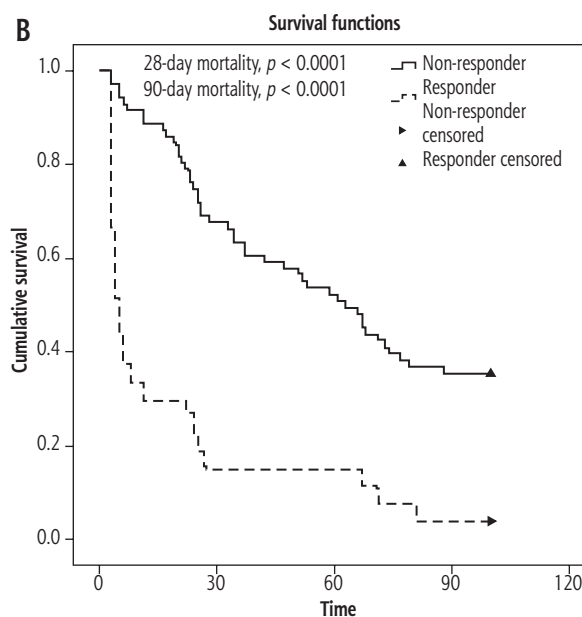 B
Survival functions
28-day mortality, p < 0.0001
90-day mortality, p < 0.0001
Non-responder
Responder
Non-responder
censored
Responder censored
Cumulative survival
1.0
0.8
0.6
0.4
0.2
0.0
0
30
60
90
120
Time